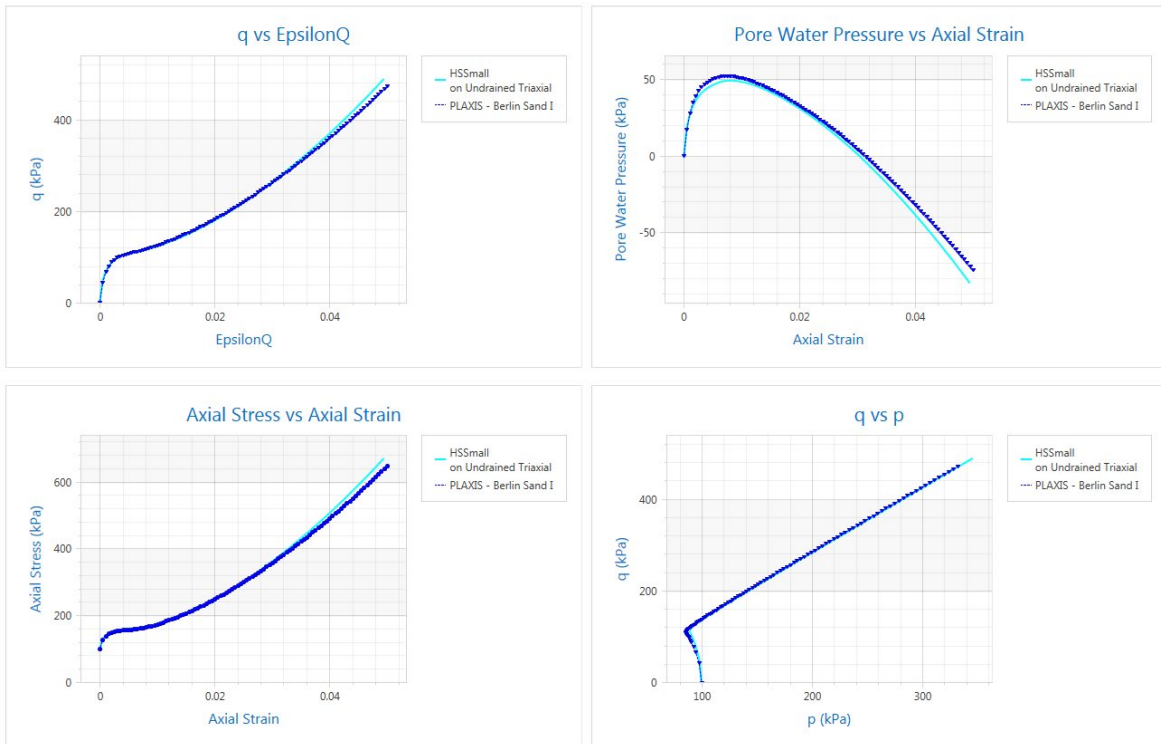 q vs EpsilonQ
q (kPa)
400
200
0
0
0.02
0.04
EpsilonQ
HSSmall
on Undrained Triaxial
PLAXIS - Berlin Sand I
Pore Water Pressure vs Axial Strain
Pore Water Pressure (kPa)
50
0
-50
0
0.02
0.04
Axial Strain
HSSmall
on Undrained Triaxial
PLAXIS - Berlin Sand I
Axial Stress vs Axial Strain
Axial Stress (kPa)
600
400
200
0
0
0.02
0.04
Axial Strain
HSSmall
on Undrained Triaxial
PLAXIS - Berlin Sand I
q vs p
q (kPa)
400
200
0
100
200
300
p (kPa)
HSSmall
on Undrained Triaxial
PLAXIS - Berlin Sand I